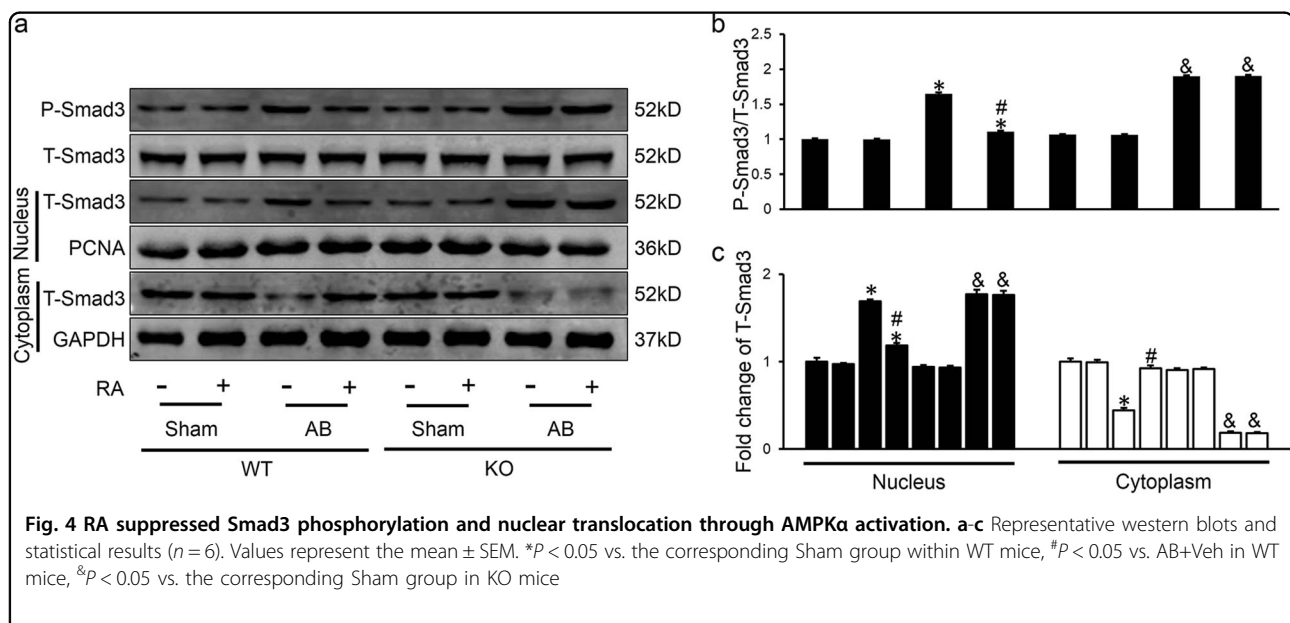 a
P-Smad3 52kD
T-Smad3 52kD
Nucleus
T-Smad3 52kD
PCNA 36kD
Cytoplasm
T-Smad3 52kD
GAPDH 37kD
RA - + - + - + - +
Sham AB Sham AB
WT KO
b
P-Smad3/T-Smad3
2.5
2
1.5
1
0.5
0
* # * & &
c
Fold change of T-Smad3
2
1
0
* # * & & * # & &
Nucleus Cytoplasm
Fig. 4 RA suppressed Smad3 phosphorylation and nuclear translocation through AMPKα activation. a-c Representative western blots and
statistical results (n = 6). Values represent the mean ± SEM. *P < 0.05 vs. the corresponding Sham group within WT mice, #P < 0.05 vs. AB+Veh in WT
mice, &P < 0.05 vs. the corresponding Sham group in KO mice